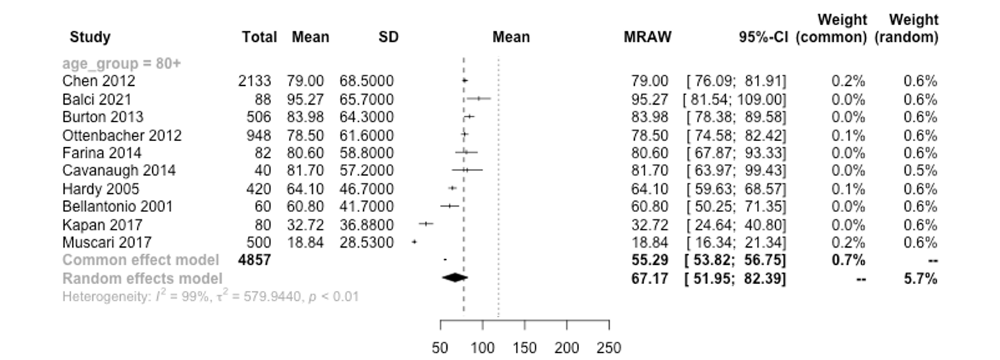 Weight Weight
Study Total Mean SD Mean MRAW 95%-CI (common) (random)
age_group = 80+
Chen 2012 2133 79.00 68.5000 79.00 [ 76.09; 81.91] 0.2% 0.6%
Balci 2021 88 95.27 65.7000 95.27 [ 81.54; 109.00] 0.0% 0.6%
Burton 2013 506 83.98 64.3000 83.98 [ 78.38; 89.58] 0.0% 0.6%
Ottenbacher 2012 948 78.50 61.6000 78.50 [ 74.58; 82.42] 0.1% 0.6%
Farina 2014 82 80.60 58.8000 80.60 [ 67.87; 93.33] 0.0% 0.6%
Cavanaugh 2014 40 81.70 57.2000 81.70 [ 63.97; 99.43] 0.0% 0.5%
Hardy 2005 420 64.10 46.7000 64.10 [ 59.63; 68.57] 0.1% 0.6%
Bellantonio 2001 60 60.80 41.7000 60.80 [ 50.25; 71.35] 0.0% 0.6%
Kapan 2017 80 32.72 36.8800 32.72 [ 24.64; 40.80] 0.0% 0.6%
Muscari 2017 500 18.84 28.5300 18.84 [ 16.34; 21.34] 0.2% 0.6%
Common effect model 4857 55.29 [ 53.82; 56.75] 0.7% --
Random effects model 67.17 [ 51.95; 82.39] -- 5.7%
Heterogeneity: I² = 99%, τ² = 579.9440, p < 0.01
50 100 150 200 250